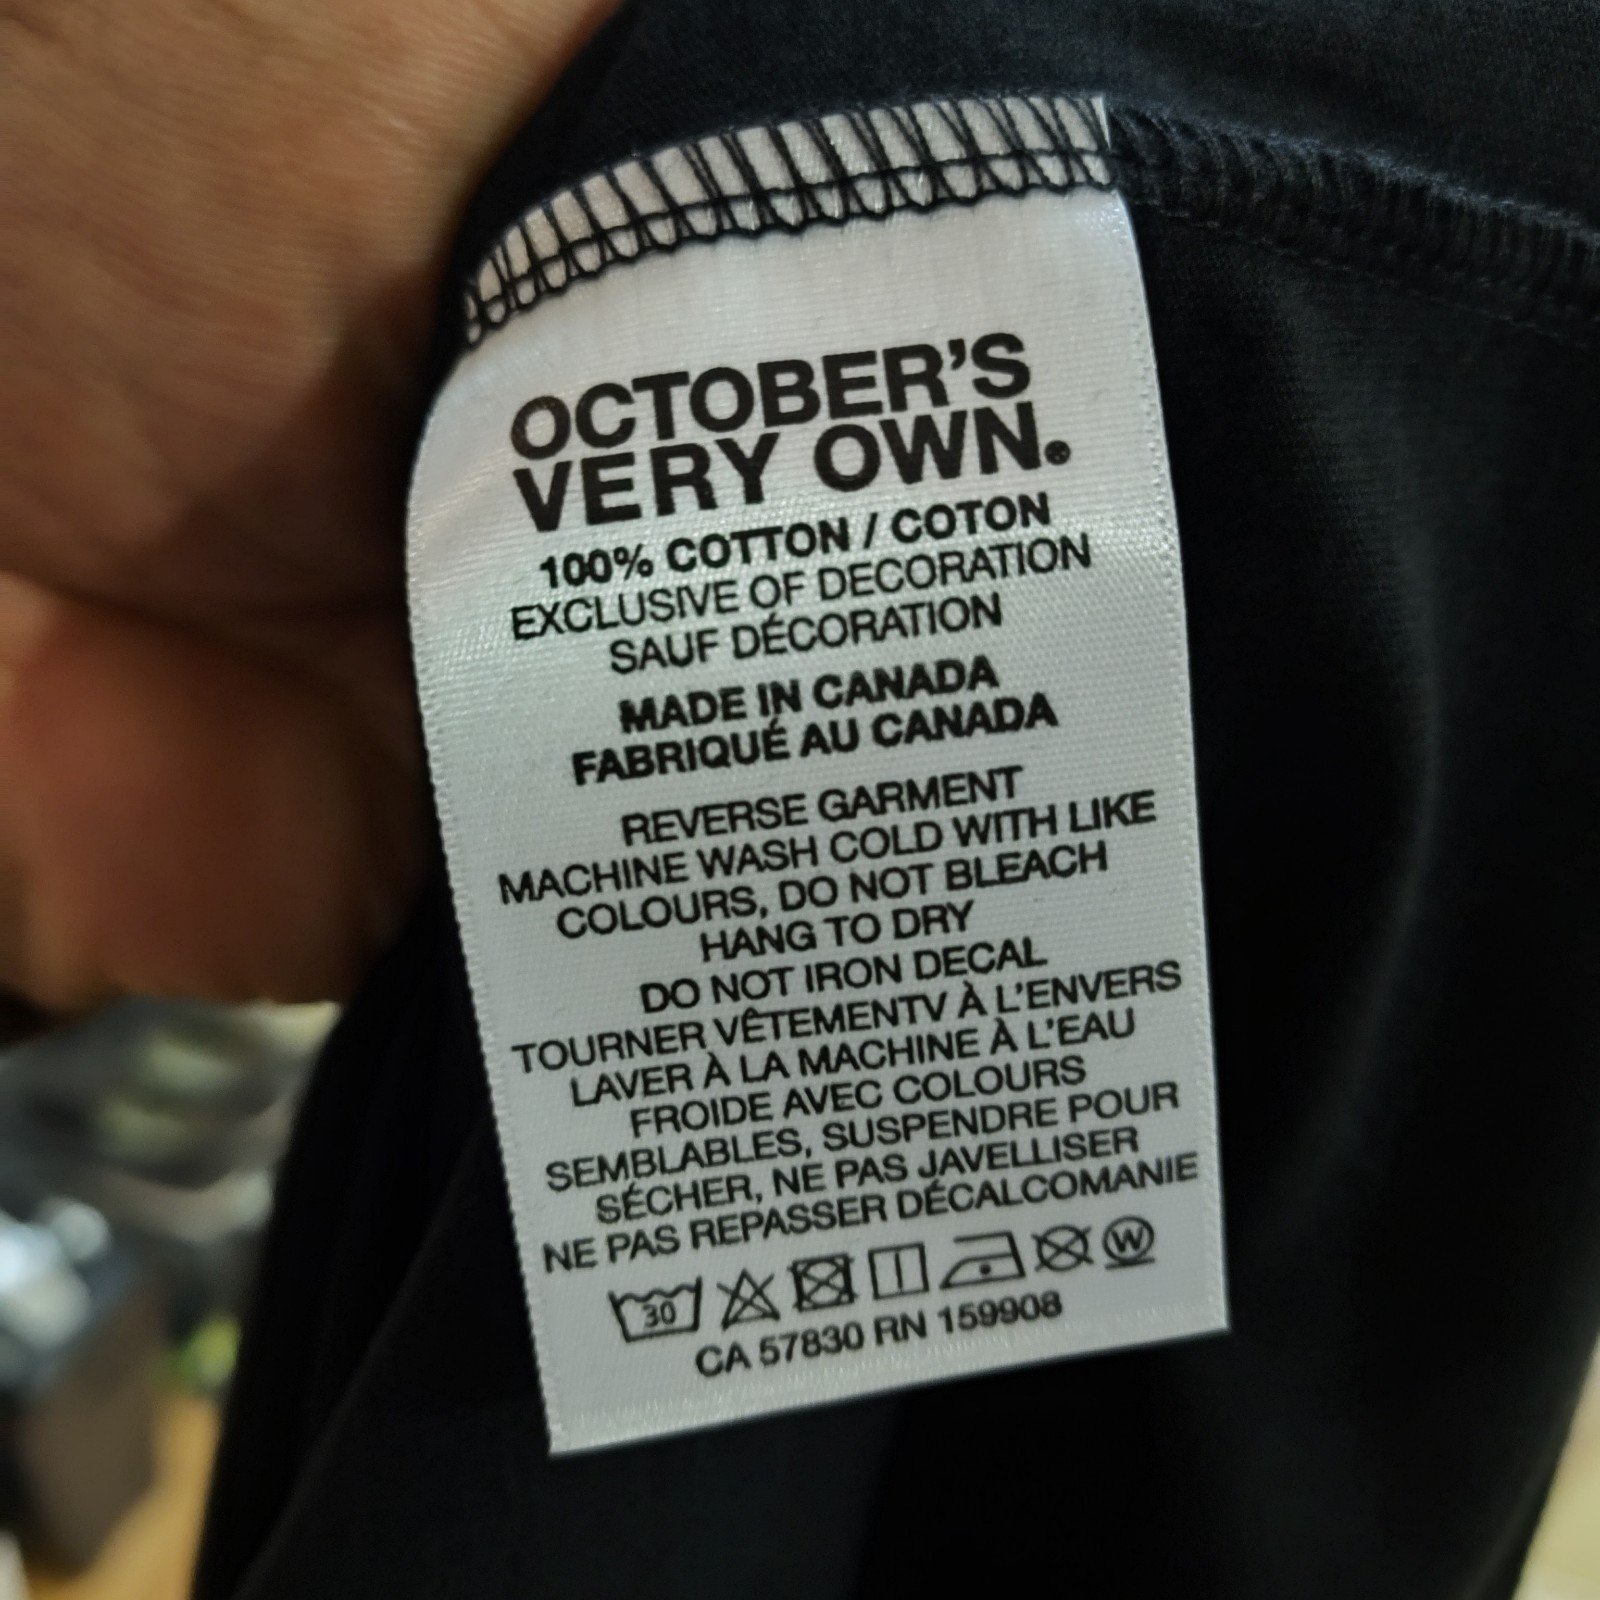 OCTOBER'S
VERY OWN.®
100% COTTON / COTON
EXCLUSIVE OF DECORATION
SAUF DÉCORATION
MADE IN CANADA
FABRIQUÉ AU CANADA
REVERSE GARMENT
MACHINE WASH COLD WITH LIKE
COLOURS, DO NOT BLEACH
HANG TO DRY
DO NOT IRON DECAL
TOURNER VÊTEMENTV À L'ENVERS
LAVER À LA MACHINE À L'EAU
FROIDE AVEC COLOURS
SEMBLABLES, SUSPENDRE POUR
SÉCHER, NE PAS JAVELLISER
NE PAS REPASSER DÉCALCOMANIE
30 W
CA 57830 RN 159908